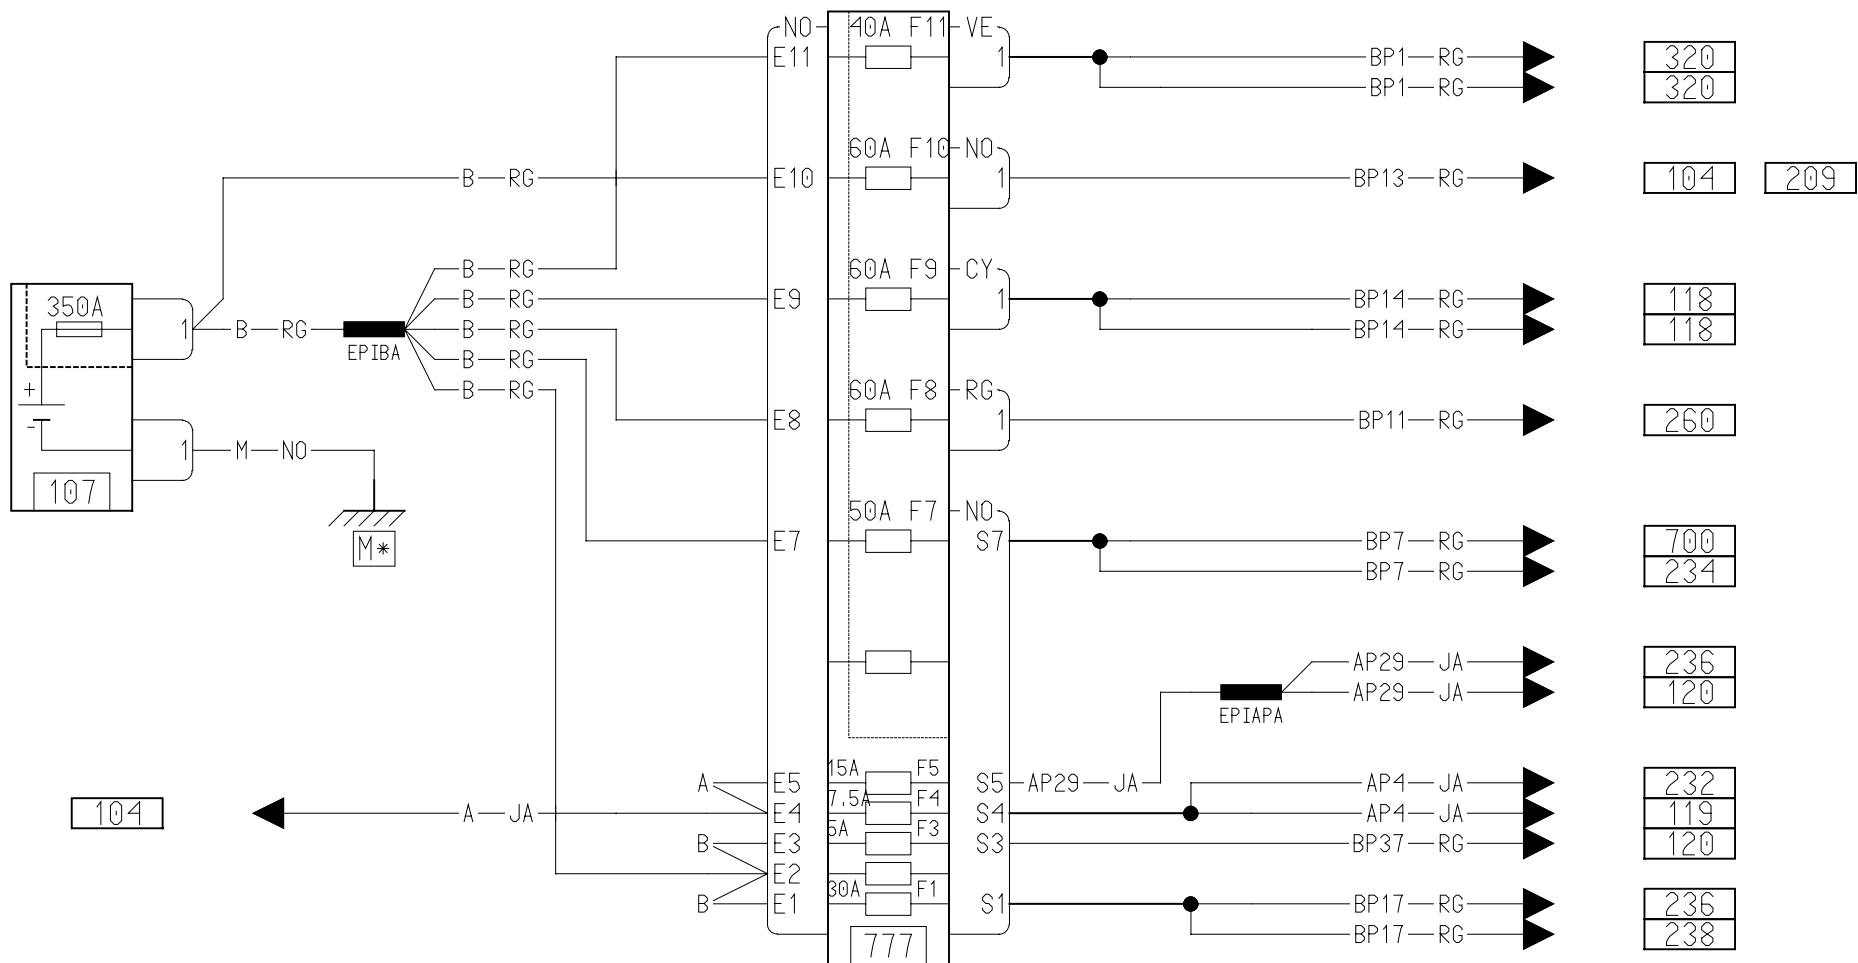 NO 40A F11 VE
E11 1 BP1 RG 320
BP1 RG 320
60A F10 NO
B RG E10 1 BP13 RG 104 209
B RG 60A F9 CY
350A B RG E9 1 BP14 RG 118
1 B RG B RG BP14 RG 118
EPIBA B RG
+ B RG 60A F8 RG
- E8 1 BP11 RG 260
1 M NO
107
50A F7 NO
M* E7 S7 BP7 RG 700
BP7 RG 234
AP29 JA 236
AP29 JA 120
EPIAPA
15A F5
A E5 S5 AP29 JA AP4 JA 232
7.5A F4
104 A JA E4 S4 AP4 JA 119
5A F3
B E3 S3 BP37 RG 120
E2
30A F1
B E1 S1 BP17 RG 236
777 BP17 RG 238